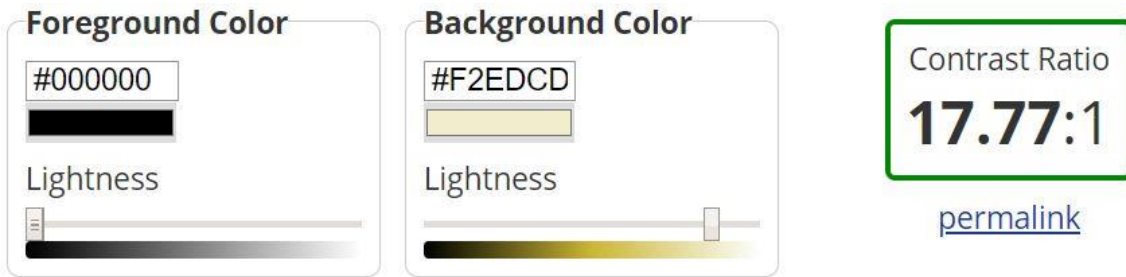 Foreground Color
#000000
Lightness
Background Color
#F2EDCD
Lightness
Contrast Ratio
17.77:1
permalink